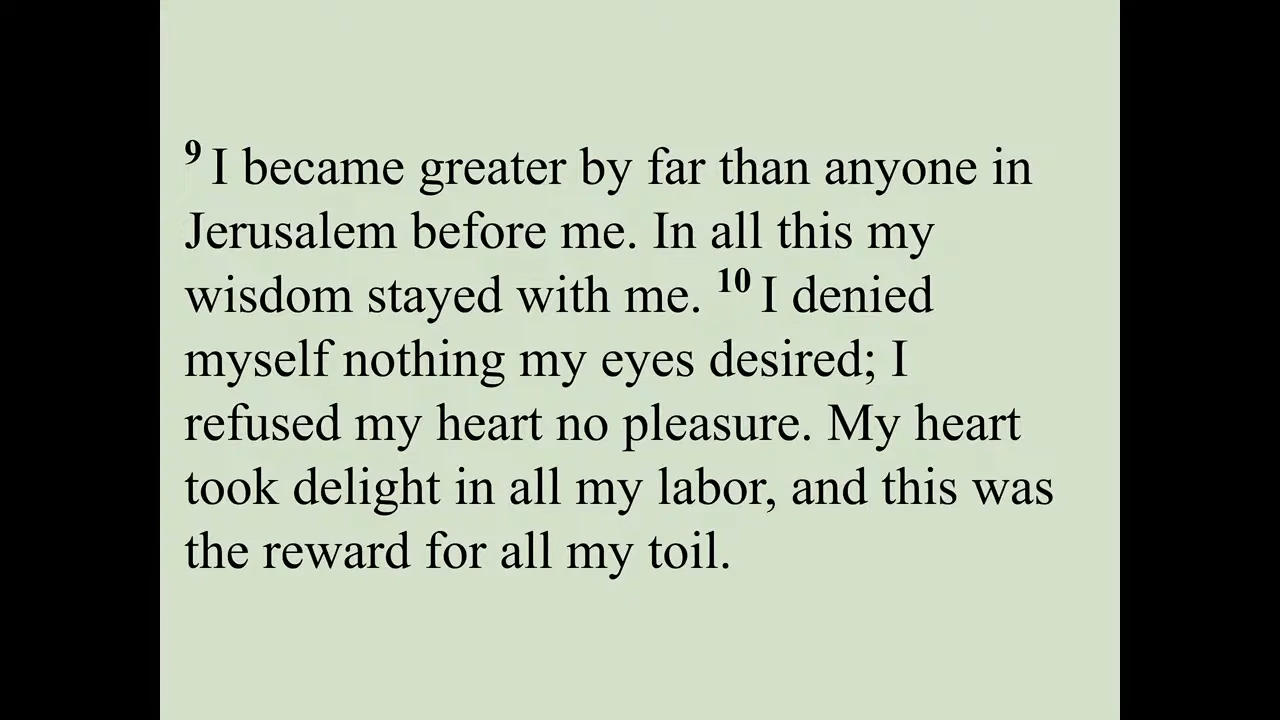 9 I became greater by far than anyone in
Jerusalem before me. In all this my
wisdom stayed with me. 10 I denied
myself nothing my eyes desired; I
refused my heart no pleasure. My heart
took delight in all my labor, and this was
the reward for all my toil.